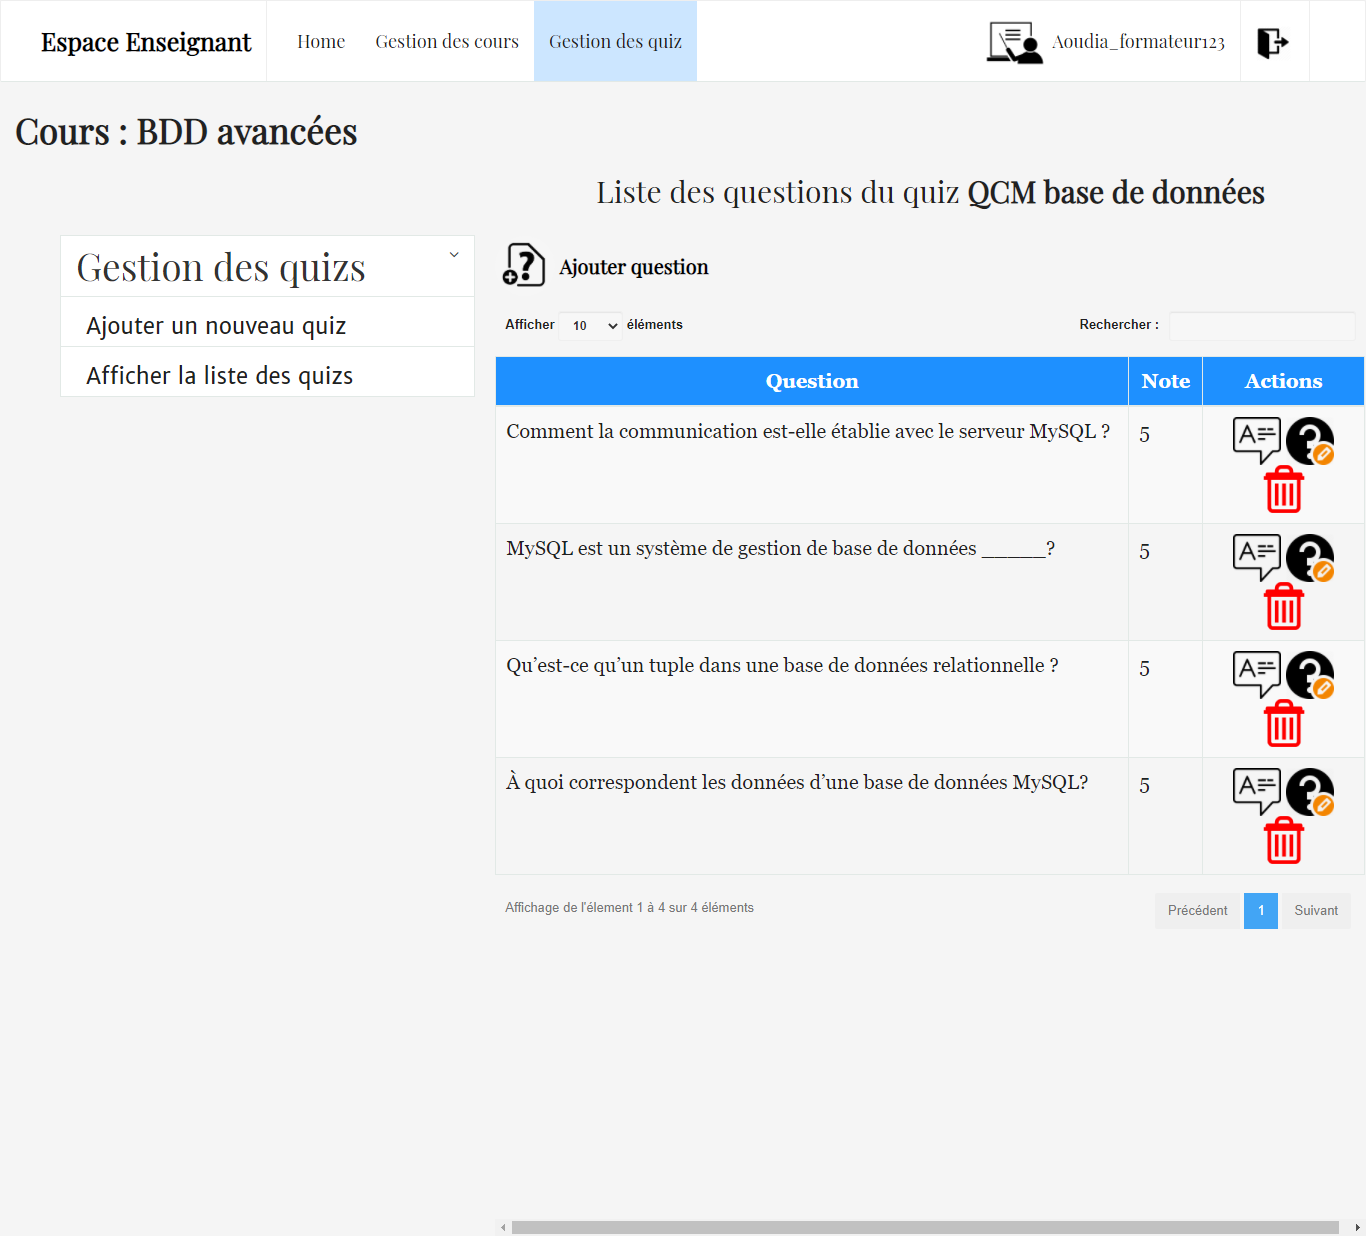 Espace Enseignant
Home
Gestion des cours
Gestion des quiz
Aoudia_formateur123
Cours : BDD avancées
Liste des questions du quiz QCM base de données
Gestion des quizs
Ajouter un nouveau quiz
Afficher la liste des quizs
Ajouter question
Afficher 10 éléments
Rechercher :
Question Note Actions
Comment la communication est-elle établie avec le serveur MySQL ? 5
MySQL est un système de gestion de base de données _____? 5
Qu’est-ce qu’un tuple dans une base de données relationnelle ? 5
À quoi correspondent les données d’une base de données MySQL? 5
Affichage de l'élement 1 à 4 sur 4 éléments
Précédent 1 Suivant